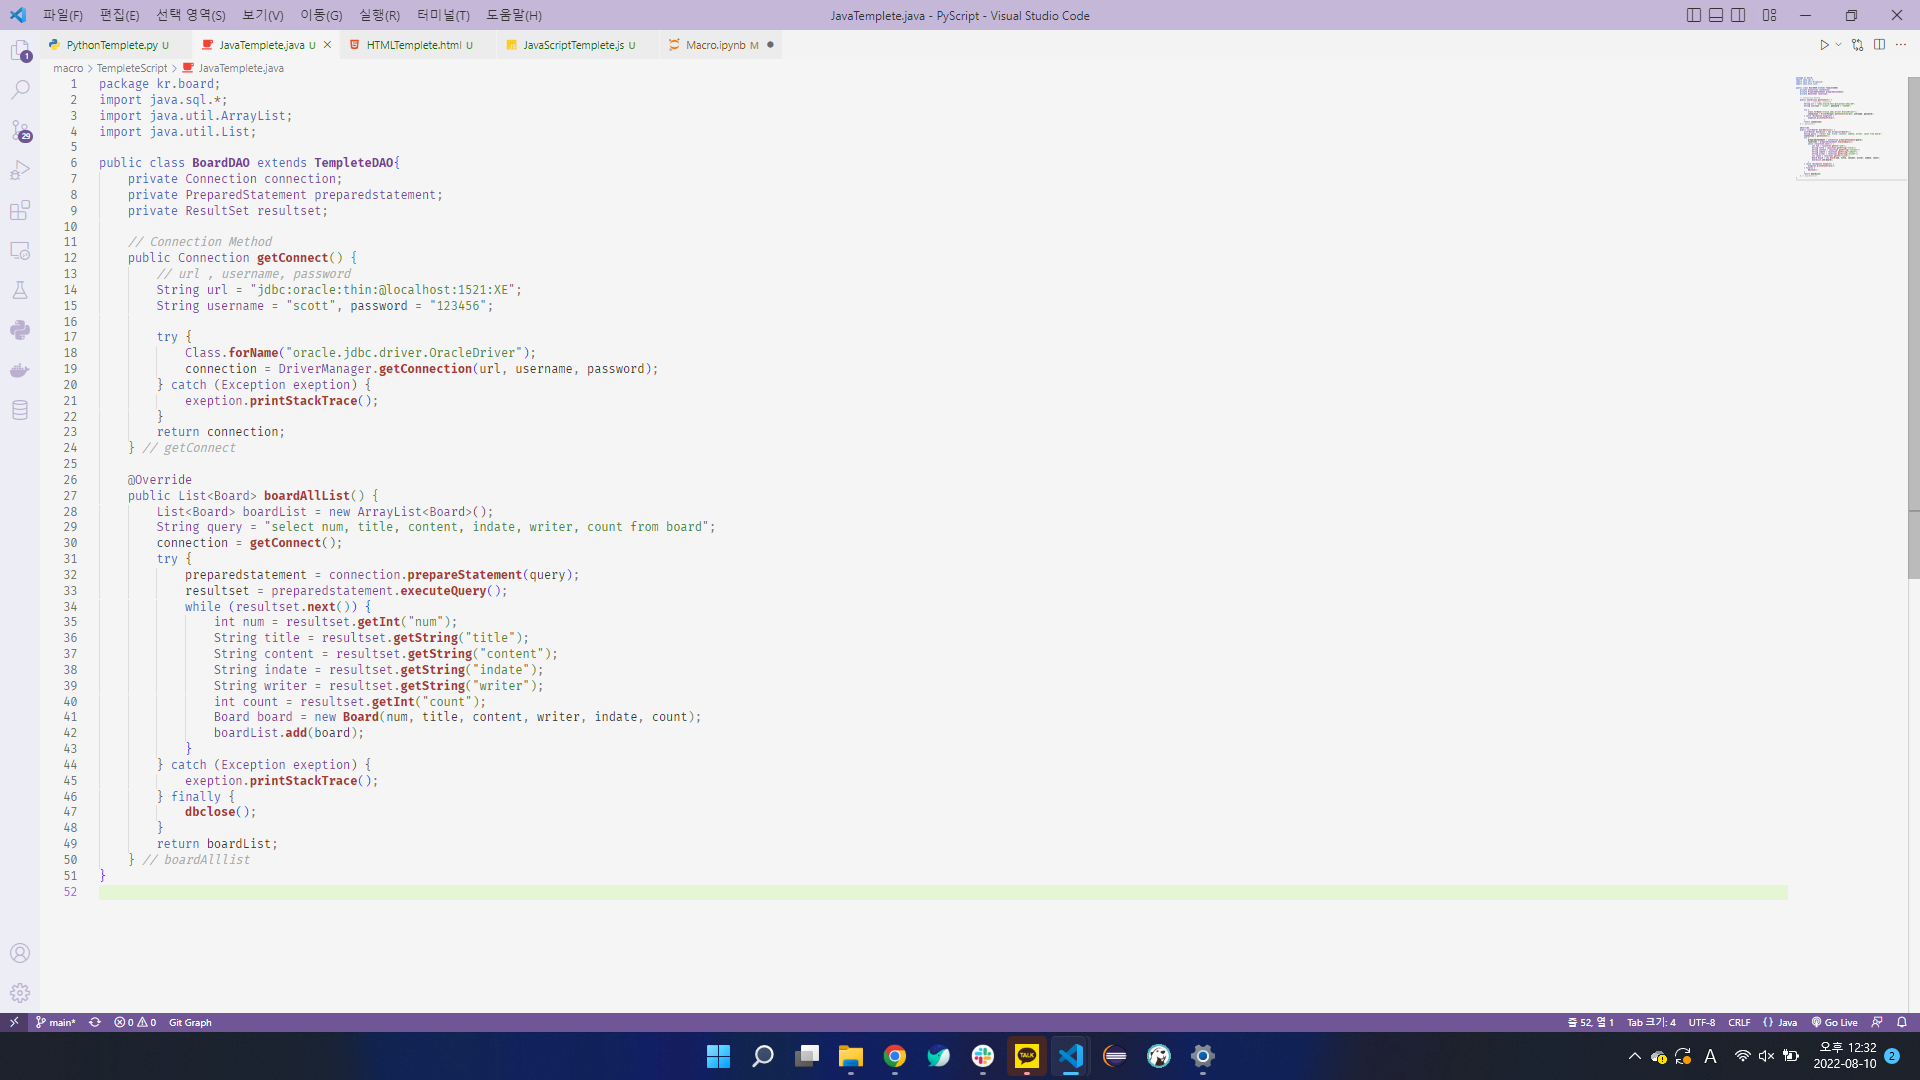 파일(F) 편집(E) 선택 영역(S) 보기(V) 이동(G) 실행(R) 터미널(T) 도움말(H) JavaTemplete.java - PyScript - Visual Studio Code
PythonTemplete.py U JavaTemplete.java U HTMLTemplete.html U JavaScriptTemplete.js U Macro.ipynb M
macro > TempleteScript > JavaTemplete.java
1 package kr.board;
2 import java.sql.*;
3 import java.util.ArrayList;
4 import java.util.List;
5
6 public class BoardDAO extends TempleteDAO{
7 private Connection connection;
8 private PreparedStatement preparedstatement;
9 private ResultSet resultset;
10
11 // Connection Method
12 public Connection getConnect() {
13 // url , username, password
14 String url = "jdbc:oracle:thin:@localhost:1521:XE";
15 String username = "scott", password = "123456";
16
17 try {
18 Class.forName("oracle.jdbc.driver.OracleDriver");
19 connection = DriverManager.getConnection(url, username, password);
20 } catch (Exception exeption) {
21 exeption.printStackTrace();
22 }
23 return connection;
24 } // getConnect
25
26 @Override
27 public List<Board> boardAllList() {
28 List<Board> boardList = new ArrayList<Board>();
29 String query = "select num, title, content, indate, writer, count from board";
30 connection = getConnect();
31 try {
32 preparedstatement = connection.prepareStatement(query);
33 resultset = preparedstatement.executeQuery();
34 while (resultset.next()) {
35 int num = resultset.getInt("num");
36 String title = resultset.getString("title");
37 String content = resultset.getString("content");
38 String indate = resultset.getString("indate");
39 String writer = resultset.getString("writer");
40 int count = resultset.getInt("count");
41 Board board = new Board(num, title, content, writer, indate, count);
42 boardList.add(board);
43 }
44 } catch (Exception exeption) {
45 exeption.printStackTrace();
46 } finally {
47 dbclose();
48 }
49 return boardList;
50 } // boardAlllist
51 }
52
1
29
main* 0 0 Git Graph 줄 52, 열 1 Tab 크기: 4 UTF-8 CRLF {} Java Go Live
TALK A 오후 12:32
2022-08-10 2